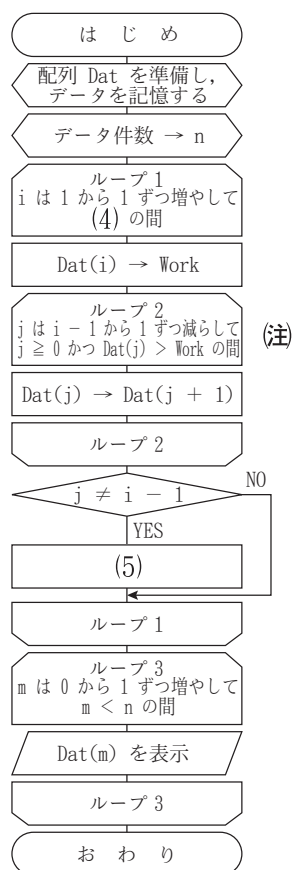 は じ め
配列 Dat を準備し，
データを記憶する
データ件数 → n
ループ 1
i は 1 から 1 ずつ増やして
(4) の間
Dat(i) → Work
ループ 2
j は i − 1 から 1 ずつ減らして
j ≧ 0 かつ Dat(j) > Work の間
(注)
Dat(j) → Dat(j + 1)
ループ 2
j ≠ i − 1
NO
YES
(5)
ループ 1
ループ 3
m は 0 から 1 ずつ増やして
m < n の間
Dat(m) を表示
ループ 3
お わ り